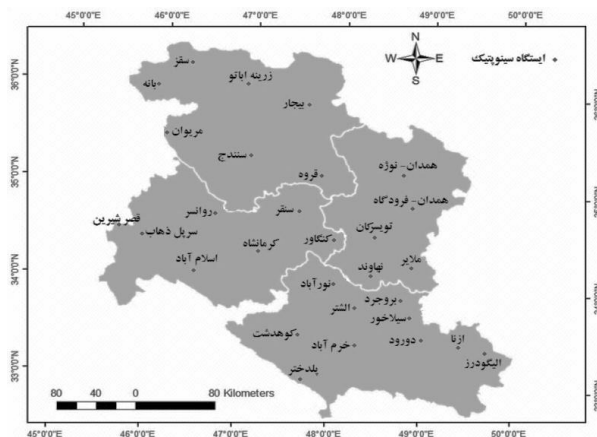 45°0'0"E 46°0'0"E 47°0'0"E 48°0'0"E 49°0'0"E 50°0'0"E
N
W E
S
ایستگاه سینوپتیک
36°0'0"N
35°0'0"N
34°0'0"N
33°0'0"N
سقز
زرینه اباتو
بانه
بیجار
مریوان
سنندج
قروه
همدان- نوژه
همدان- فرودگاه
تویسرکان
ملایر
نهاوند
سنقر
روانسر
قصرشیرین
سرپل ذهاب
کنگاور
کرمانشاه
اسلام آباد
نورآباد
بروجرد
الشتر
سیلاخور
کوهدشت
خرم آباد
دورود
ازنا
الیگودرز
پلدختر
80 40 0 80 Kilometers
45°0'0"E 46°0'0"E 47°0'0"E 48°0'0"E 49°0'0"E 50°0'0"E